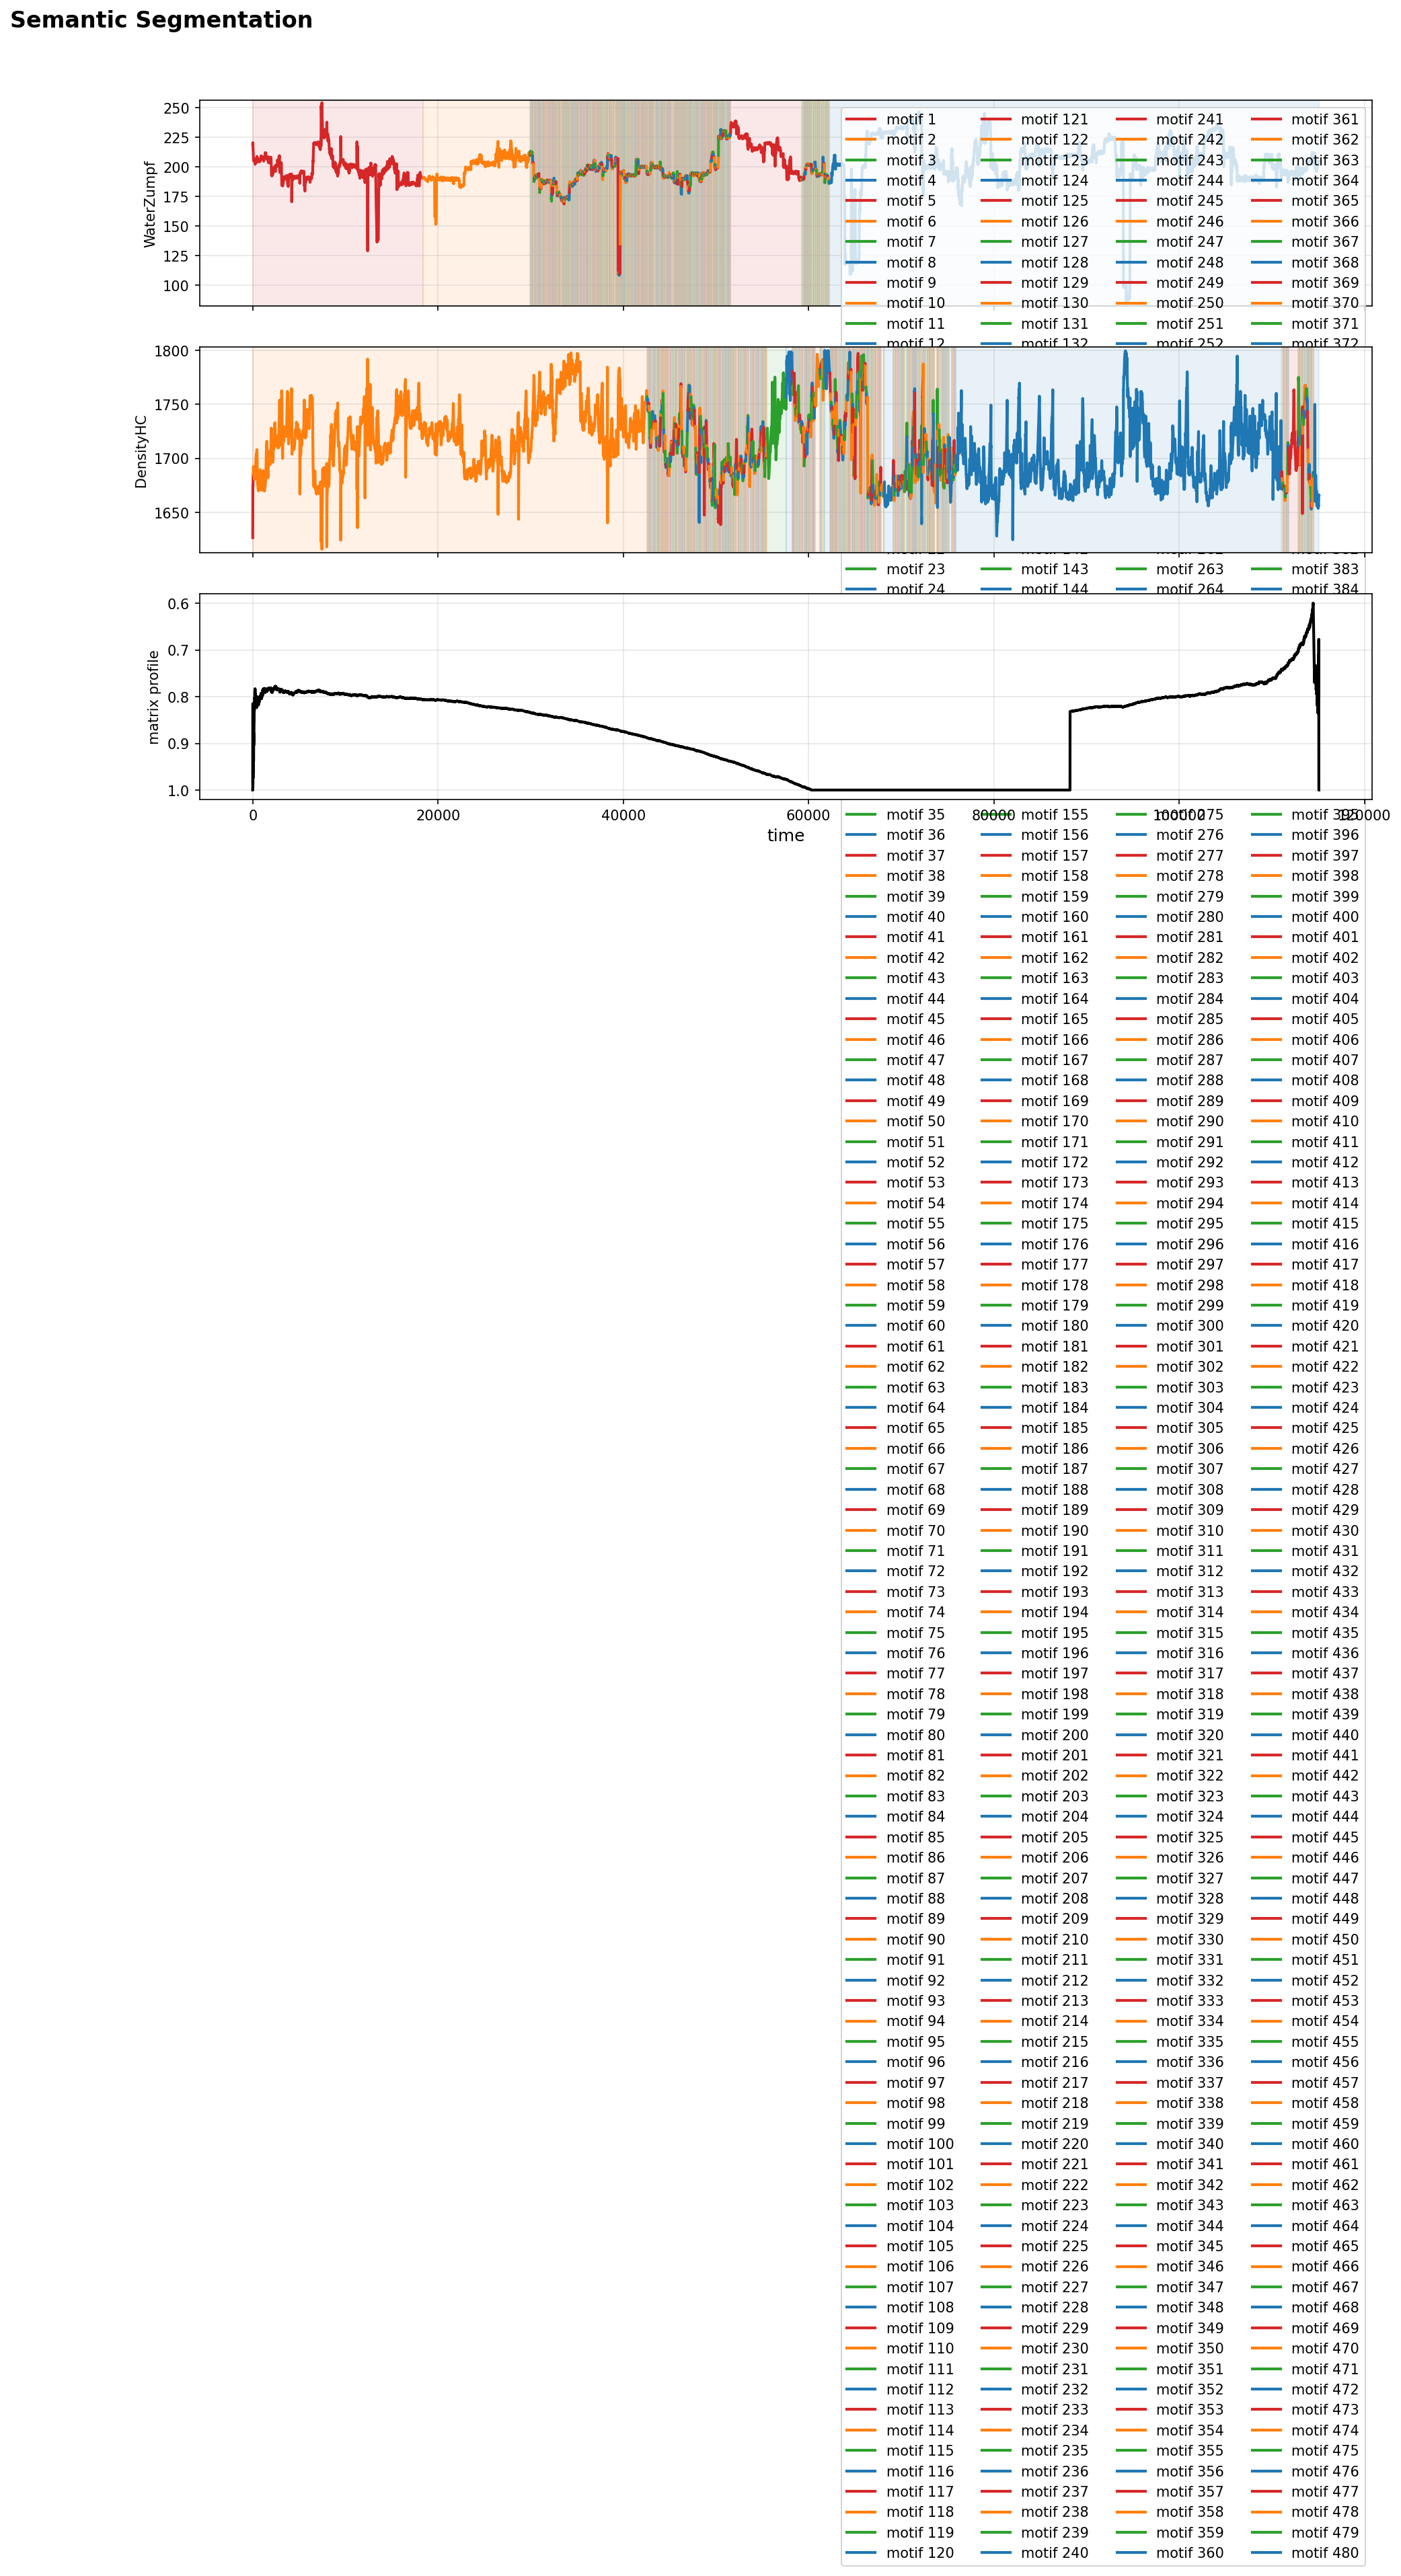 Semantic Segmentation
WaterZumpf
250
225
200
175
150
125
100
motif 1 motif 121 motif 241 motif 361
motif 2 motif 122 motif 242 motif 362
motif 3 motif 123 motif 243 motif 363
motif 4 motif 124 motif 244 motif 364
motif 5 motif 125 motif 245 motif 365
motif 6 motif 126 motif 246 motif 366
motif 7 motif 127 motif 247 motif 367
motif 8 motif 128 motif 248 motif 368
motif 9 motif 129 motif 249 motif 369
motif 10 motif 130 motif 250 motif 370
motif 11 motif 131 motif 251 motif 371
motif 12 motif 132 motif 252 motif 372
DensityHC
1800
1750
1700
1650
motif 23 motif 143 motif 263 motif 383
motif 24 motif 144 motif 264 motif 384
matrix profile
0.6
0.7
0.8
0.9
1.0
0 20000 40000 60000 80000 100000 120000
time
motif 35 motif 155 motif 275 motif 395
motif 36 motif 156 motif 276 motif 396
motif 37 motif 157 motif 277 motif 397
motif 38 motif 158 motif 278 motif 398
motif 39 motif 159 motif 279 motif 399
motif 40 motif 160 motif 280 motif 400
motif 41 motif 161 motif 281 motif 401
motif 42 motif 162 motif 282 motif 402
motif 43 motif 163 motif 283 motif 403
motif 44 motif 164 motif 284 motif 404
motif 45 motif 165 motif 285 motif 405
motif 46 motif 166 motif 286 motif 406
motif 47 motif 167 motif 287 motif 407
motif 48 motif 168 motif 288 motif 408
motif 49 motif 169 motif 289 motif 409
motif 50 motif 170 motif 290 motif 410
motif 51 motif 171 motif 291 motif 411
motif 52 motif 172 motif 292 motif 412
motif 53 motif 173 motif 293 motif 413
motif 54 motif 174 motif 294 motif 414
motif 55 motif 175 motif 295 motif 415
motif 56 motif 176 motif 296 motif 416
motif 57 motif 177 motif 297 motif 417
motif 58 motif 178 motif 298 motif 418
motif 59 motif 179 motif 299 motif 419
motif 60 motif 180 motif 300 motif 420
motif 61 motif 181 motif 301 motif 421
motif 62 motif 182 motif 302 motif 422
motif 63 motif 183 motif 303 motif 423
motif 64 motif 184 motif 304 motif 424
motif 65 motif 185 motif 305 motif 425
motif 66 motif 186 motif 306 motif 426
motif 67 motif 187 motif 307 motif 427
motif 68 motif 188 motif 308 motif 428
motif 69 motif 189 motif 309 motif 429
motif 70 motif 190 motif 310 motif 430
motif 71 motif 191 motif 311 motif 431
motif 72 motif 192 motif 312 motif 432
motif 73 motif 193 motif 313 motif 433
motif 74 motif 194 motif 314 motif 434
motif 75 motif 195 motif 315 motif 435
motif 76 motif 196 motif 316 motif 436
motif 77 motif 197 motif 317 motif 437
motif 78 motif 198 motif 318 motif 438
motif 79 motif 199 motif 319 motif 439
motif 80 motif 200 motif 320 motif 440
motif 81 motif 201 motif 321 motif 441
motif 82 motif 202 motif 322 motif 442
motif 83 motif 203 motif 323 motif 443
motif 84 motif 204 motif 324 motif 444
motif 85 motif 205 motif 325 motif 445
motif 86 motif 206 motif 326 motif 446
motif 87 motif 207 motif 327 motif 447
motif 88 motif 208 motif 328 motif 448
motif 89 motif 209 motif 329 motif 449
motif 90 motif 210 motif 330 motif 450
motif 91 motif 211 motif 331 motif 451
motif 92 motif 212 motif 332 motif 452
motif 93 motif 213 motif 333 motif 453
motif 94 motif 214 motif 334 motif 454
motif 95 motif 215 motif 335 motif 455
motif 96 motif 216 motif 336 motif 456
motif 97 motif 217 motif 337 motif 457
motif 98 motif 218 motif 338 motif 458
motif 99 motif 219 motif 339 motif 459
motif 100 motif 220 motif 340 motif 460
motif 101 motif 221 motif 341 motif 461
motif 102 motif 222 motif 342 motif 462
motif 103 motif 223 motif 343 motif 463
motif 104 motif 224 motif 344 motif 464
motif 105 motif 225 motif 345 motif 465
motif 106 motif 226 motif 346 motif 466
motif 107 motif 227 motif 347 motif 467
motif 108 motif 228 motif 348 motif 468
motif 109 motif 229 motif 349 motif 469
motif 110 motif 230 motif 350 motif 470
motif 111 motif 231 motif 351 motif 471
motif 112 motif 232 motif 352 motif 472
motif 113 motif 233 motif 353 motif 473
motif 114 motif 234 motif 354 motif 474
motif 115 motif 235 motif 355 motif 475
motif 116 motif 236 motif 356 motif 476
motif 117 motif 237 motif 357 motif 477
motif 118 motif 238 motif 358 motif 478
motif 119 motif 239 motif 359 motif 479
motif 120 motif 240 motif 360 motif 480